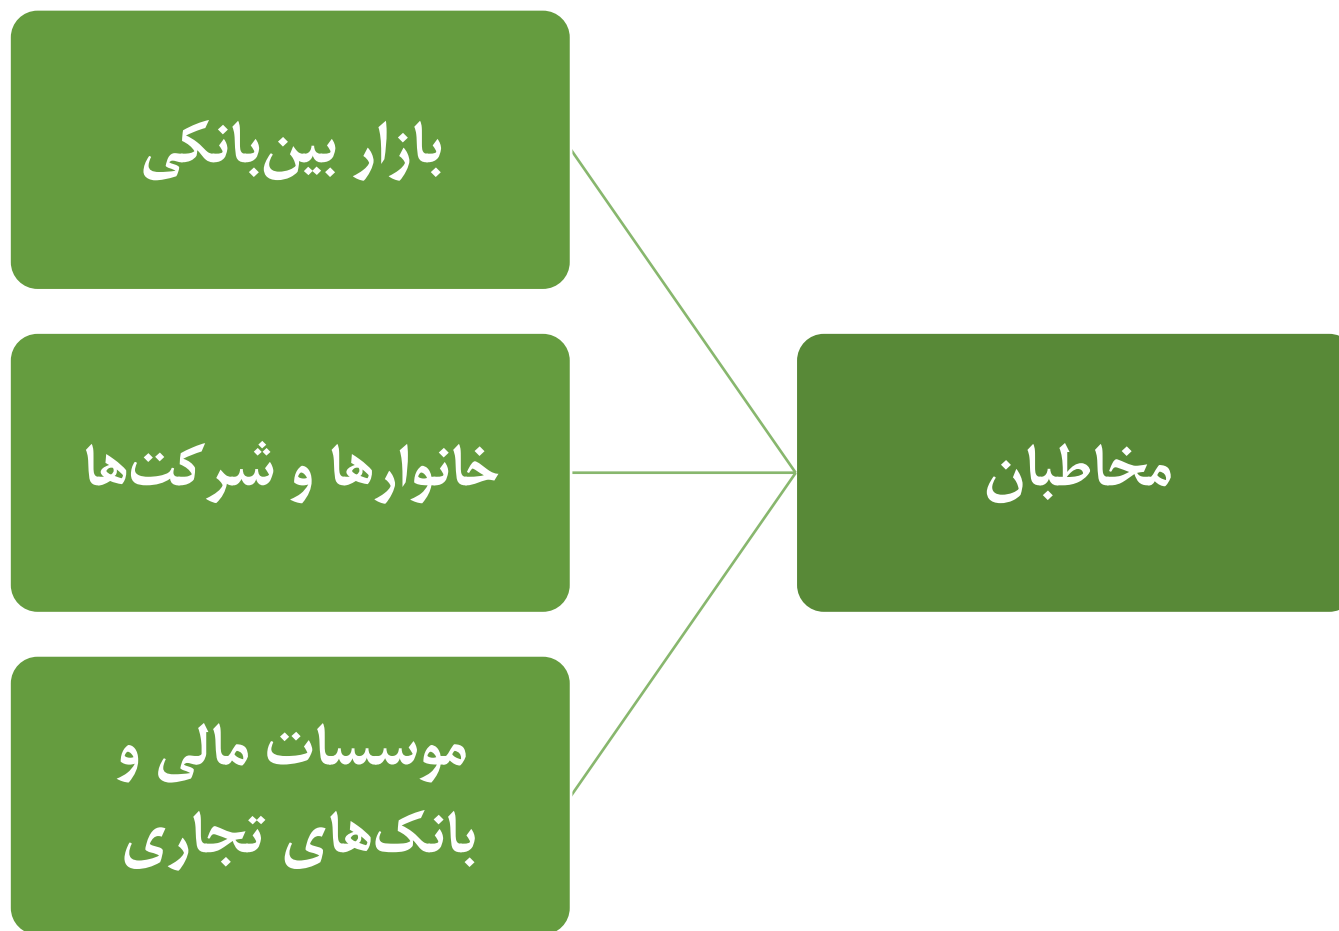 مخاطبان
بازار بین‌بانکی
خانوارها و شرکت‌ها
موسسات مالی و
بانک‌های تجاری